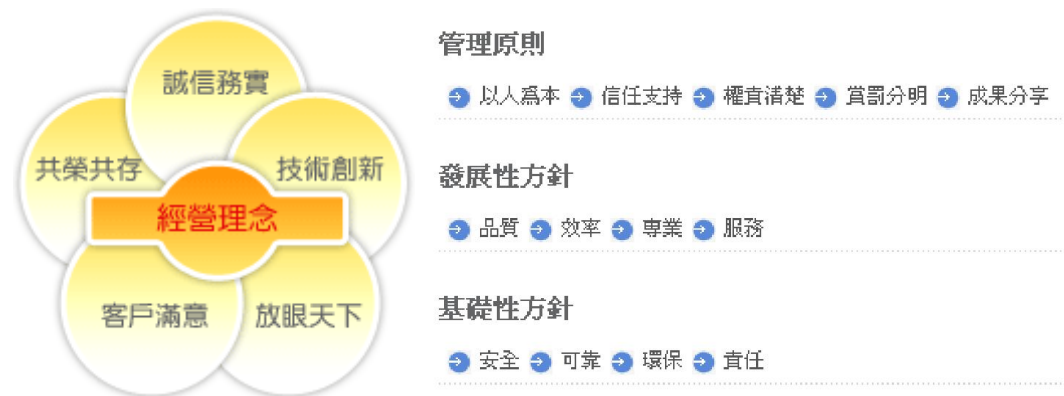 誠信務實
共榮共存
技術創新
經營理念
客戶滿意
放眼天下
管理原則
以人爲本 信任支持 權責清楚 賞罰分明 成果分享
發展性方針
品質 效率 專業 服務
基礎性方針
安全 可靠 環保 責任